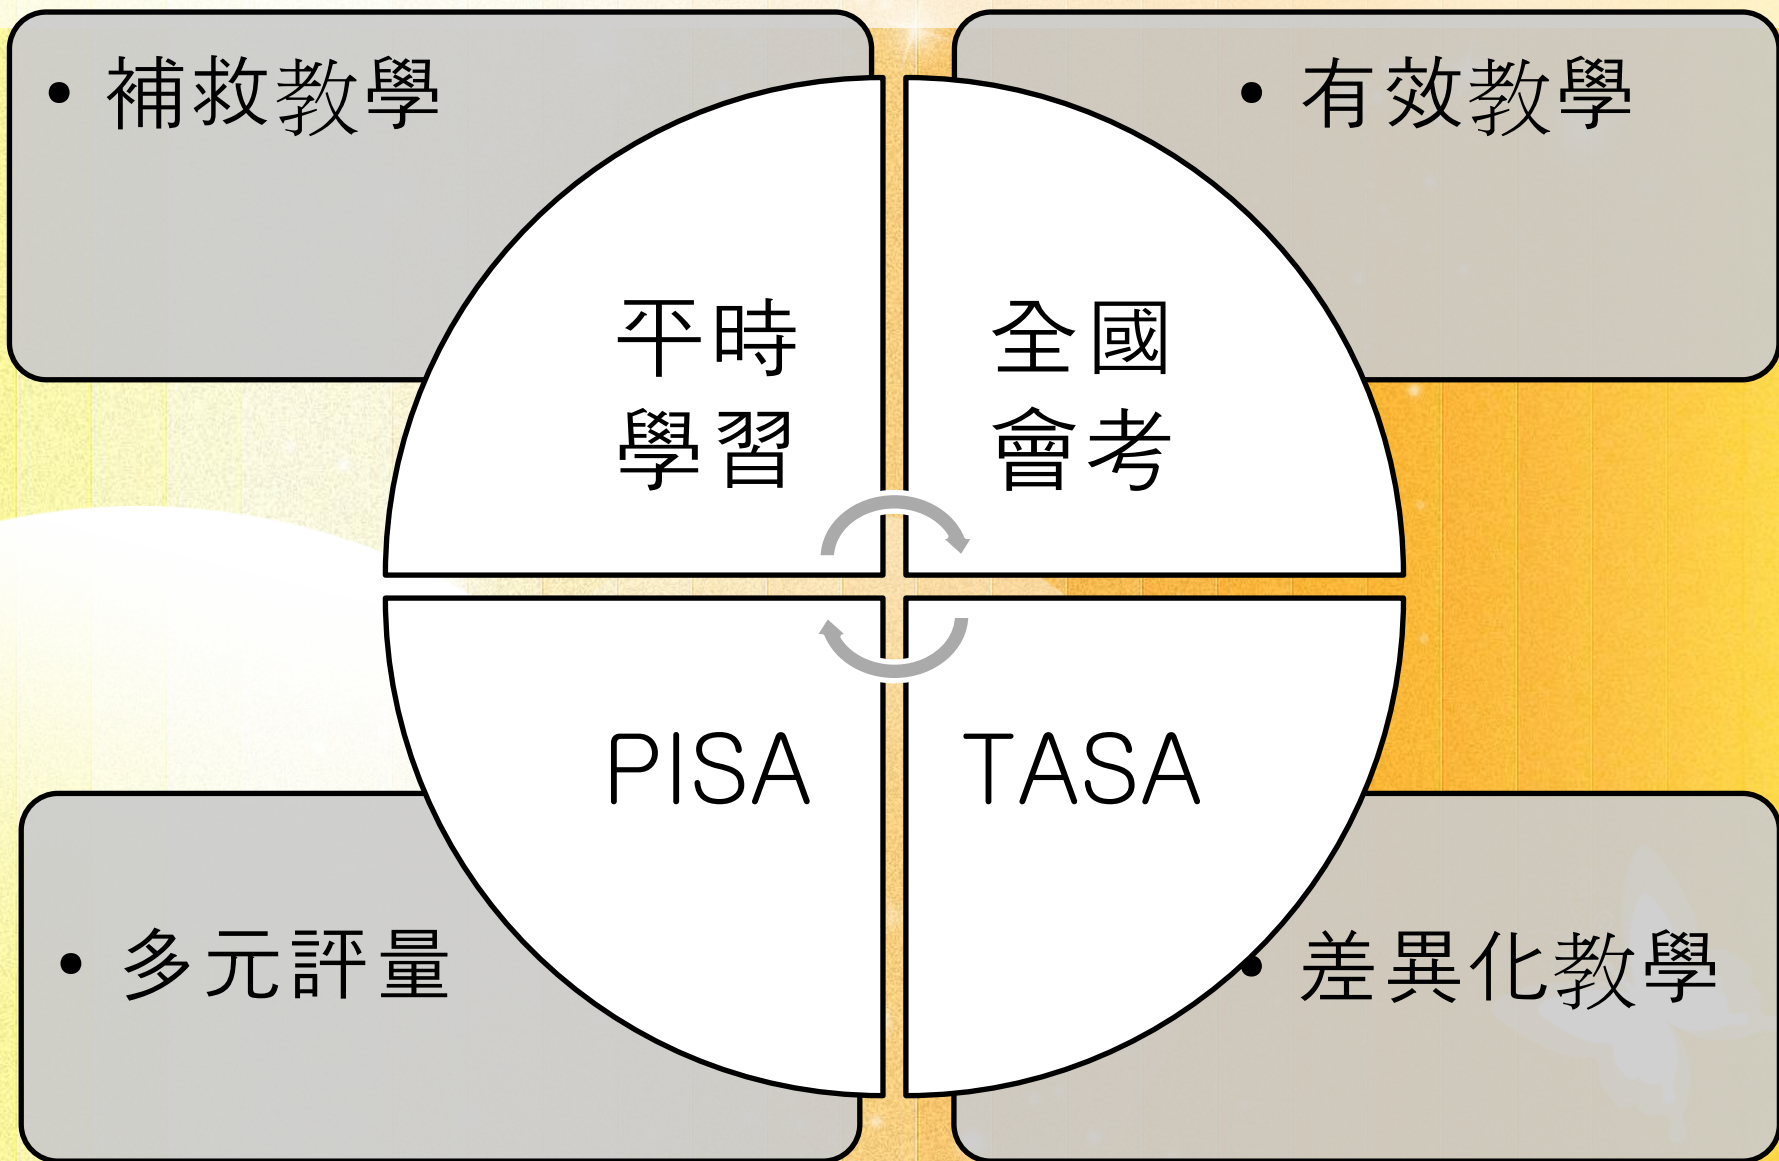 • 補救教學
• 有效教學
平時
學習
全國
會考
PISA
TASA
• 多元評量
• 差異化教學